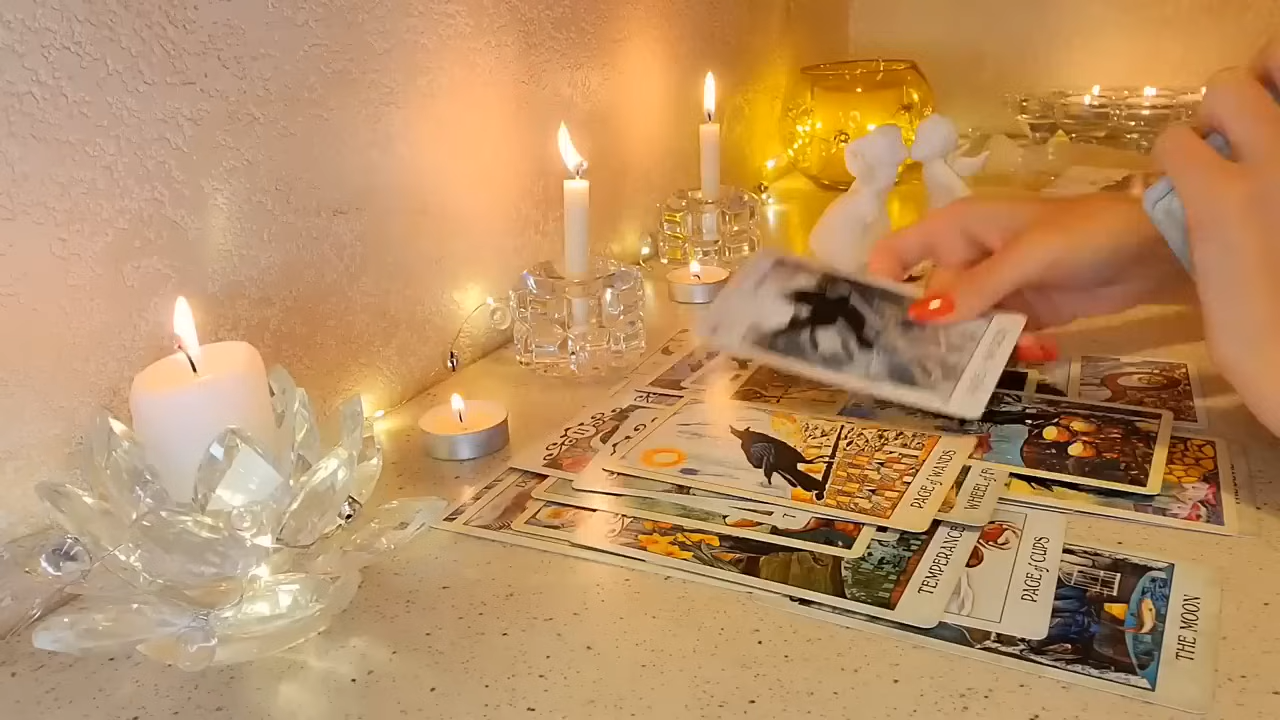 PAGE of WANDS
WHEEL of F
TEMPERANCE
PAGE of CUPS
THE MOON